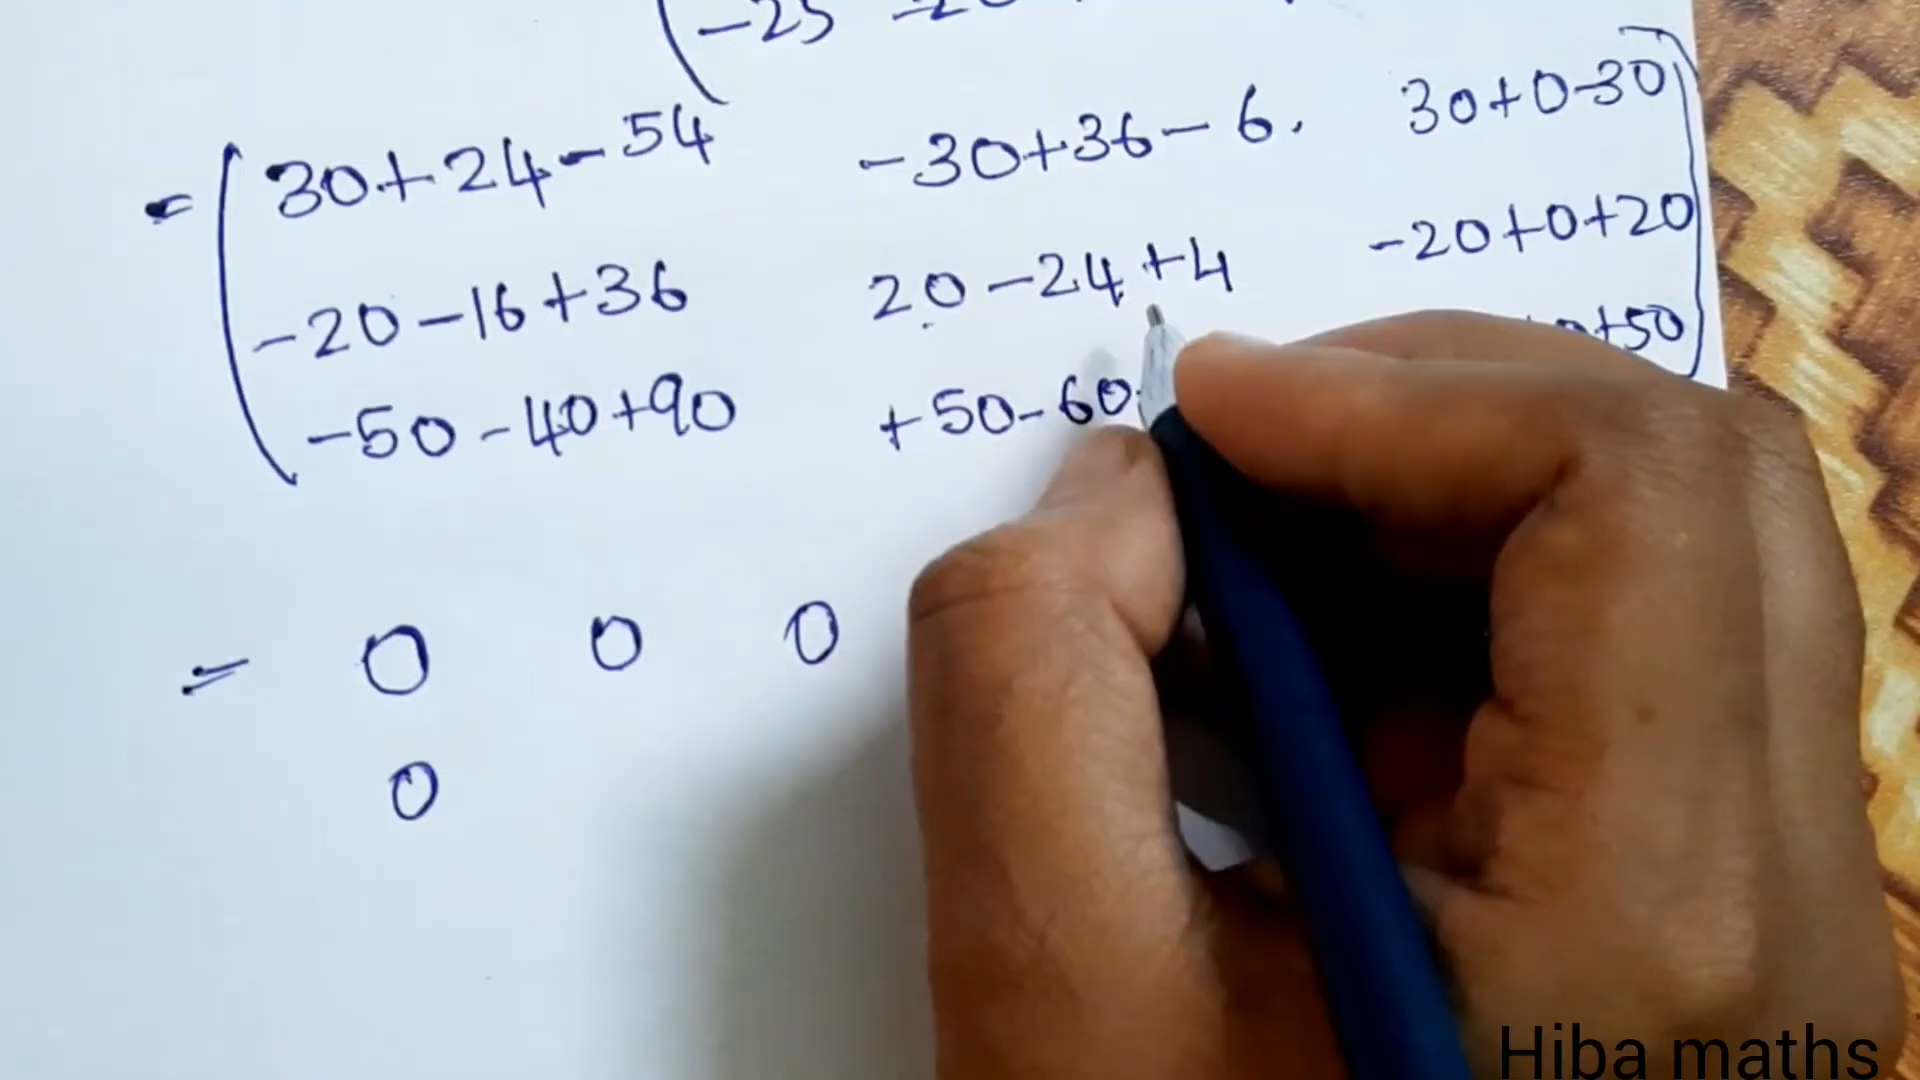 -25 -20
= 30+24-54 -30+36-6. 30+0-30
-20-16+36 20-24+4 -20+0+20
-50-40+90 +50-60 +50
= 0 0 0
0
Hiba maths